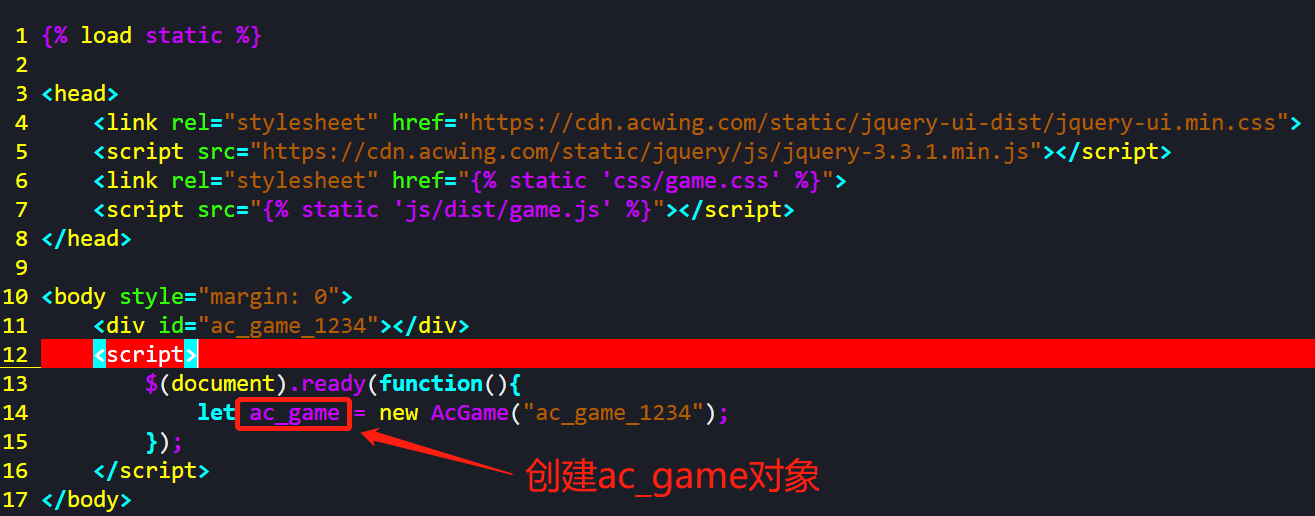 1 {% load static %}
2
3 <head>
4     <link rel="stylesheet" href="https://cdn.acwing.com/static/jquery-ui-dist/jquery-ui.min.css">
5     <script src="https://cdn.acwing.com/static/jquery/js/jquery-3.3.1.min.js"></script>
6     <link rel="stylesheet" href="{% static 'css/game.css' %}">
7     <script src="{% static 'js/dist/game.js' %}"></script>
8 </head>
9
10 <body style="margin: 0">
11     <div id="ac_game_1234"></div>
12     <script>
13         $(document).ready(function(){
14             let ac_game = new AcGame("ac_game_1234");
15         });
16     </script>
创建ac_game对象
17 </body>